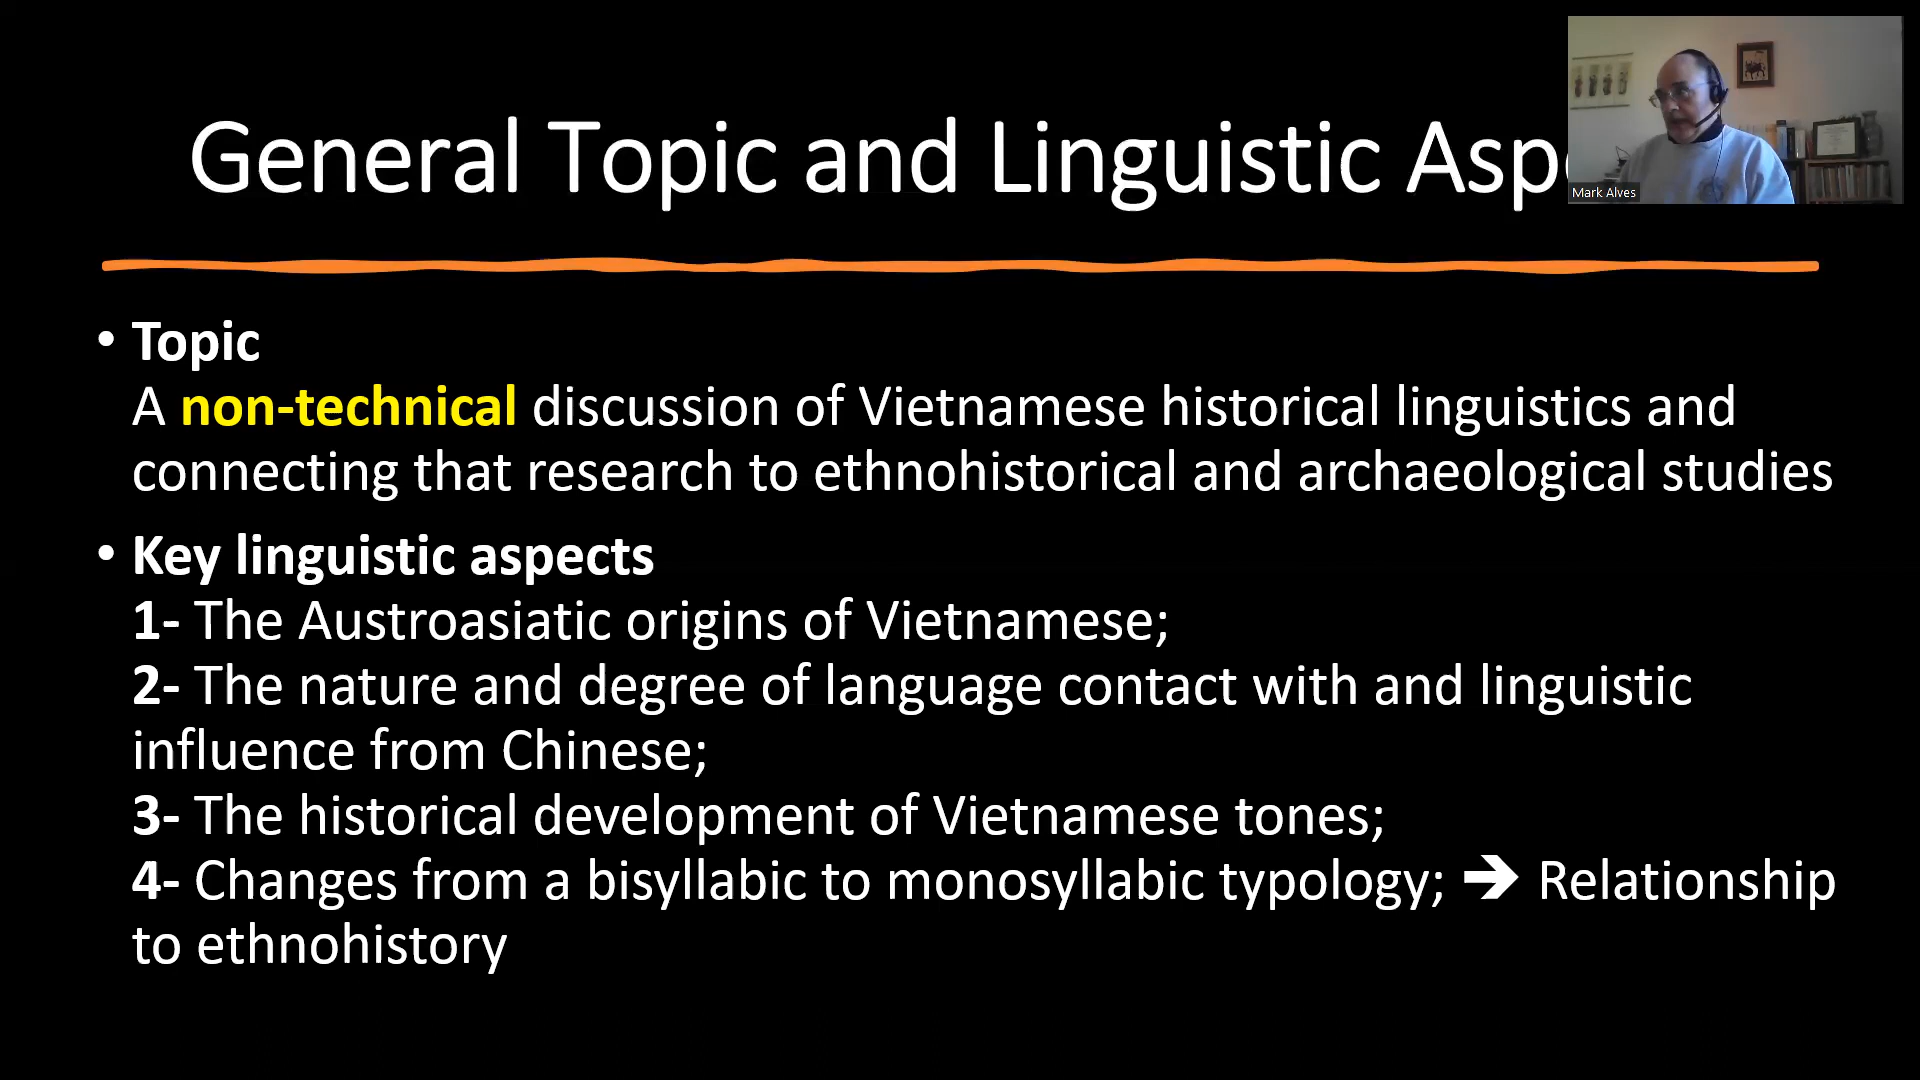 General Topic and Linguistic Asp
Mark Alves
• Topic
A non-technical discussion of Vietnamese historical linguistics and
connecting that research to ethnohistorical and archaeological studies
• Key linguistic aspects
1- The Austroasiatic origins of Vietnamese;
2- The nature and degree of language contact with and linguistic
influence from Chinese;
3- The historical development of Vietnamese tones;
4- Changes from a bisyllabic to monosyllabic typology; 🡺 Relationship
to ethnohistory